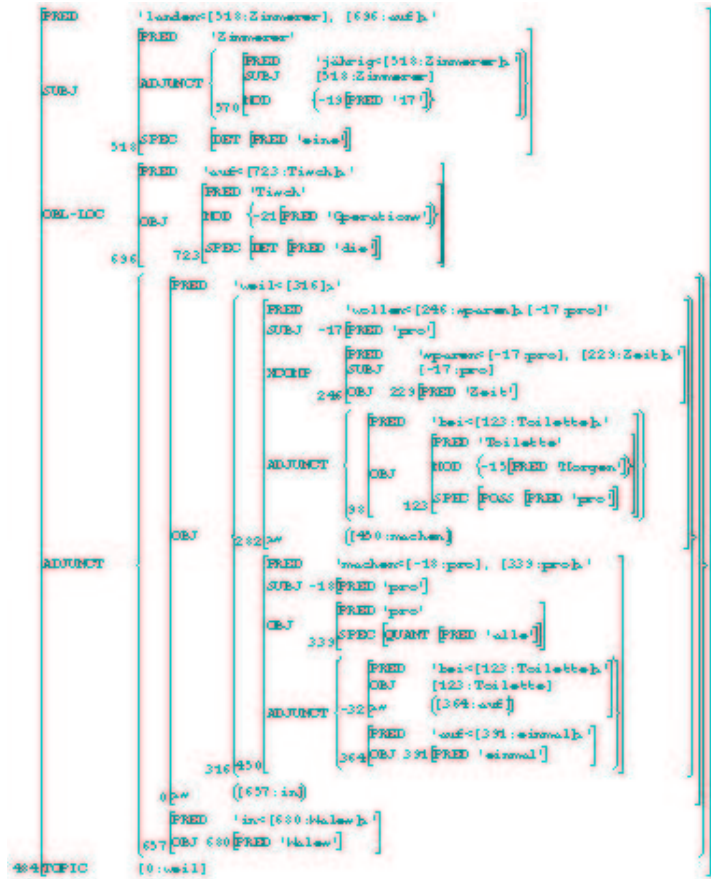 PRED 'landen<[518:Zimmerer], [696:auf]>'
PRED 'Zimmerer'
PRED 'jährig<[518:Zimmerer]>'
SUBJ [518:Zimmerer]
SUBJ ADJUNCT
570 MOD {-19[PRED '17']}
518 SPEC [DET [PRED 'eine']]
PRED 'auf<[723:Tisch]>'
PRED 'Tisch'
OBL-LOC OBJ MOD {-21[PRED 'Operations']}
696 723 SPEC [DET [PRED 'die']]
PRED 'weil<[316]>'
PRED 'wollen<[246:sparen]>[-17:pro]'
SUBJ -17[PRED 'pro']
PRED 'sparen<[-17:pro], [229:Zeit]>'
XCOMP SUBJ [-17:pro]
246 OBJ 229[PRED 'Zeit']
PRED 'bei<[123:Toilette]>'
PRED 'Toilette'
ADJUNCT OBJ MOD {-15[PRED 'Morgen']}
98 123 SPEC [POSS [PRED 'pro']]
OBJ 282 >s ([450:machen])
ADJUNCT PRED 'machen<[-18:pro], [339:pro]>'
SUBJ -18[PRED 'pro']
PRED 'pro'
OBJ
339 SPEC [QUANT [PRED 'alle']]
PRED 'bei<[123:Toilette]>'
OBJ [123:Toilette]
ADJUNCT -32 >s ([364:auf])
PRED 'auf<[391:einmal]>'
364 OBJ 391[PRED 'einmal']
316 450
0 >s ([657:in])
PRED 'in<[680:Wales]>'
657 OBJ 680[PRED 'Wales']
484 TOPIC [0:weil]